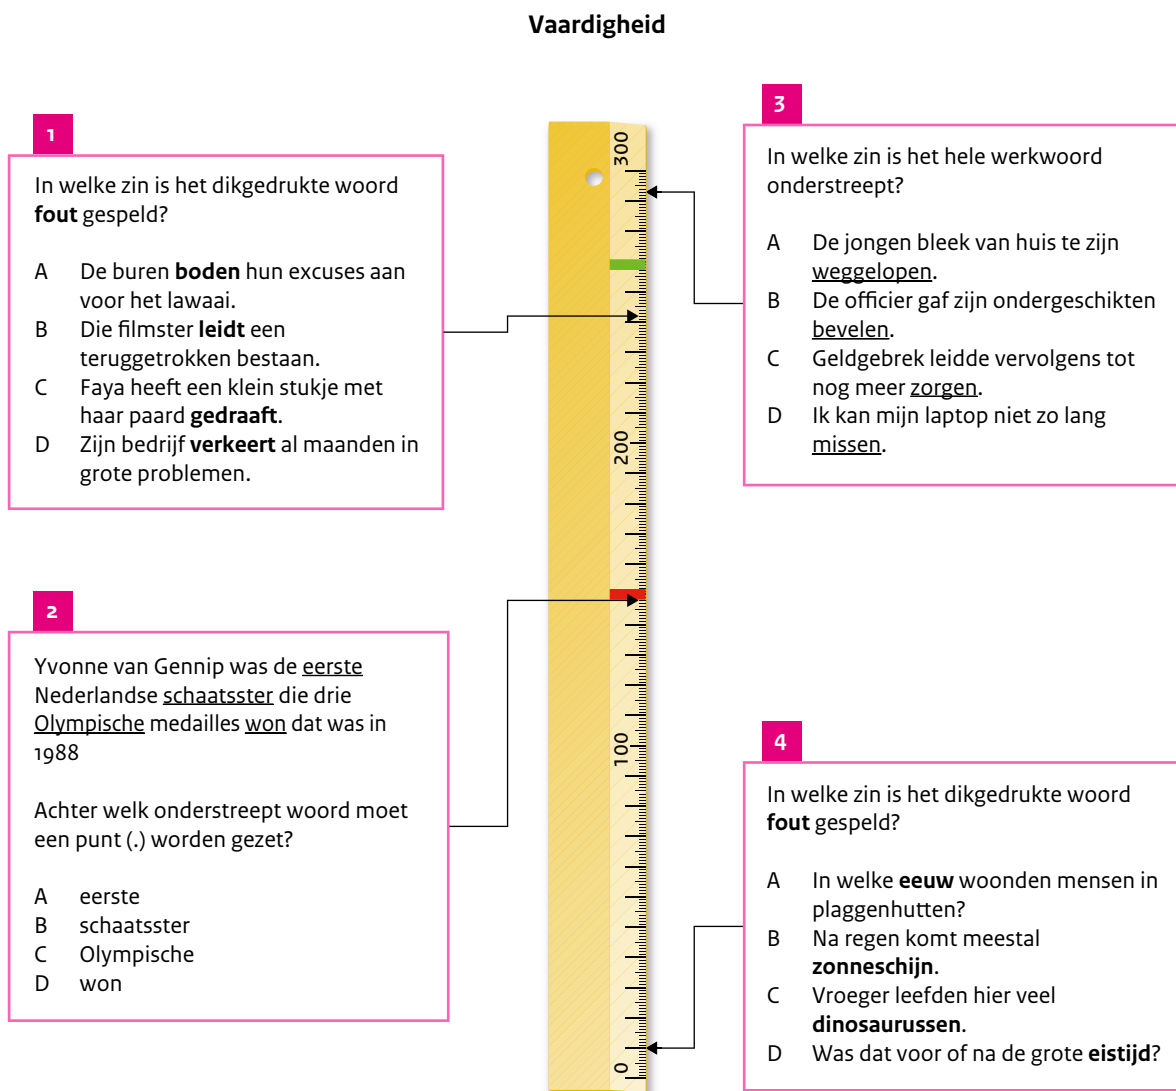 Vaardigheid
1
In welke zin is het dikgedrukte woord
fout gespeld?
A De buren boden hun excuses aan
voor het lawaai.
B Die filmster leidt een
teruggetrokken bestaan.
C Faya heeft een klein stukje met
haar paard gedraaft.
D Zijn bedrijf verkeert al maanden in
grote problemen.
2
Yvonne van Gennip was de eerste
Nederlandse schaatsster die drie
Olympische medailles won dat was in
1988
Achter welk onderstreept woord moet
een punt (.) worden gezet?
A eerste
B schaatsster
C Olympische
D won
300
200
100
0
3
In welke zin is het hele werkwoord
onderstreept?
A De jongen bleek van huis te zijn
weggelopen.
B De officier gaf zijn ondergeschikten
bevelen.
C Geldgebrek leidde vervolgens tot
nog meer zorgen.
D Ik kan mijn laptop niet zo lang
missen.
4
In welke zin is het dikgedrukte woord
fout gespeld?
A In welke eeuw woonden mensen in
plaggenhutten?
B Na regen komt meestal
zonneschijn.
C Vroeger leefden hier veel
dinosaurussen.
D Was dat voor of na de grote eistijd?